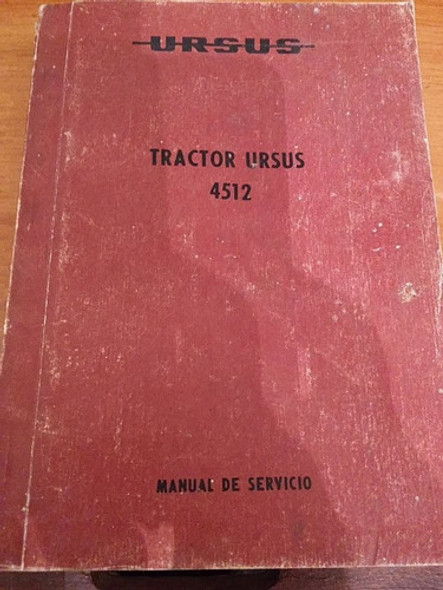 URSUS
TRACTOR URSUS
4512
MANUAL DE SERVICIO